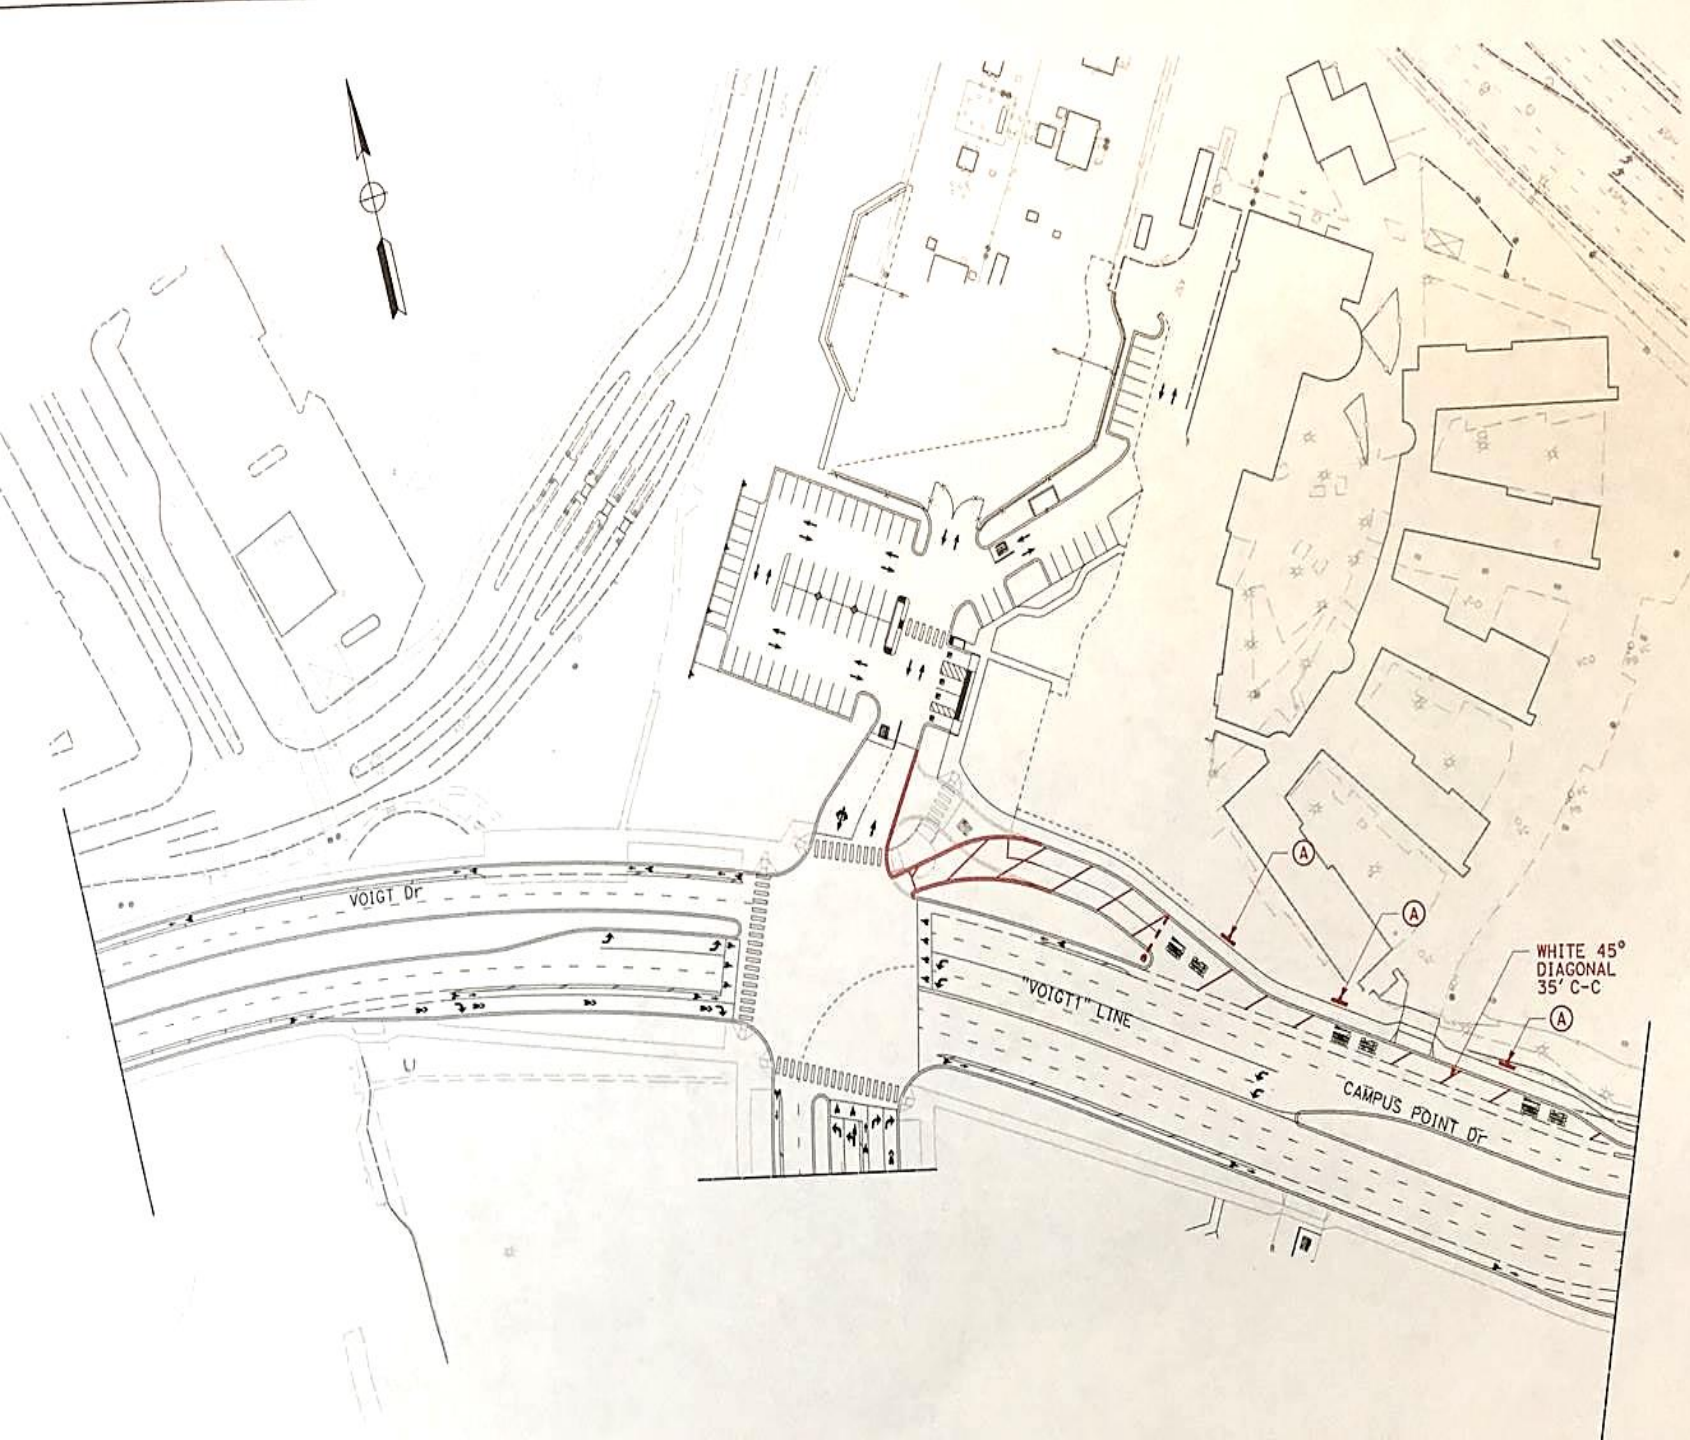 VOIGT Dr
"VOIGT1" LINE
CAMPUS POINT Dr
A
A
WHITE 45°
DIAGONAL
35' C-C
A